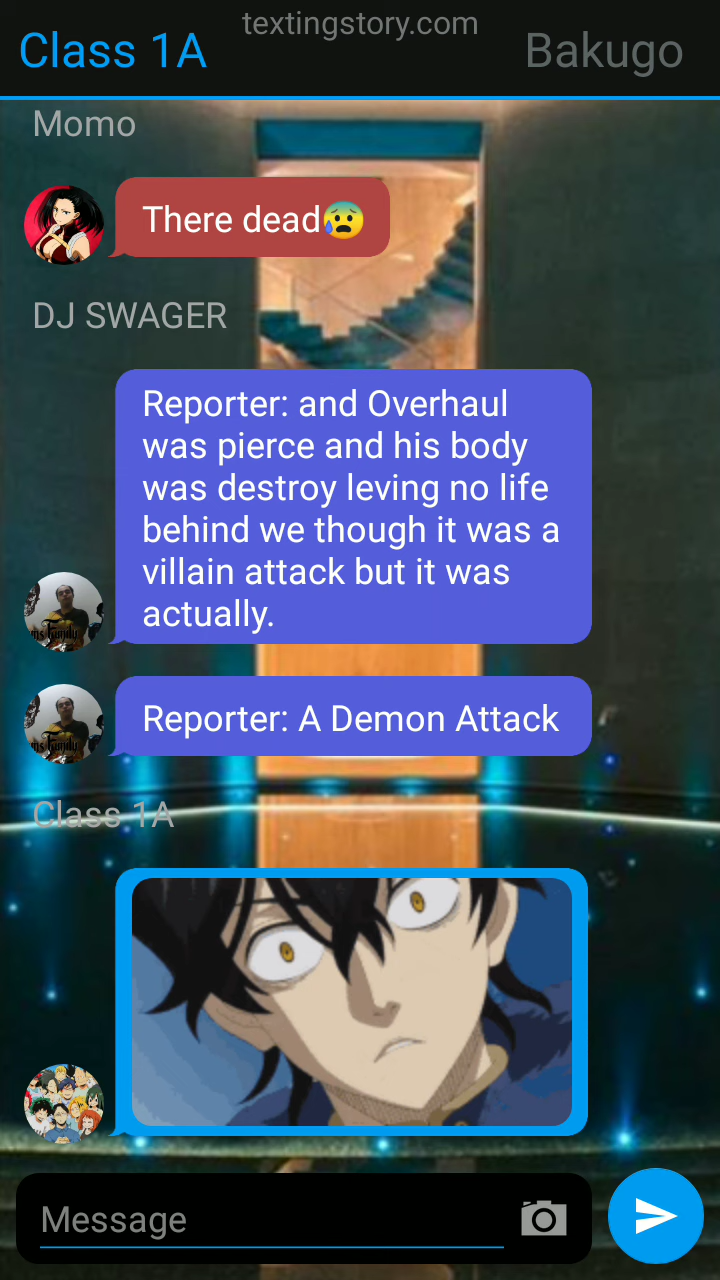 textingstory.com
Class 1A
Bakugo
Momo
There dead😰
DJ SWAGER
Reporter: and Overhaul
was pierce and his body
was destroy leving no life
behind we though it was a
villain attack but it was
actually.
Reporter: A Demon Attack
Class 1A
Message